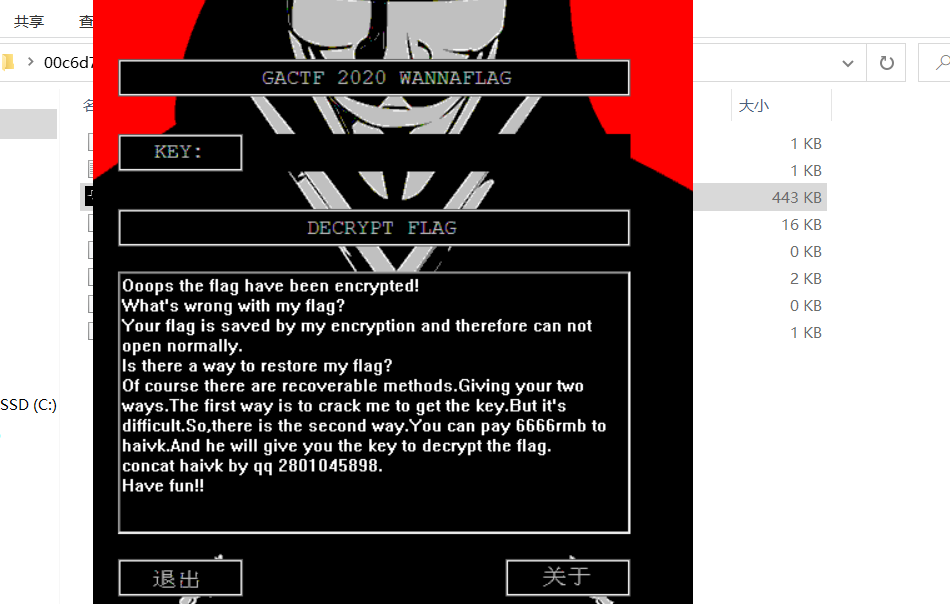 共享
查
00c6d7
名
大小
GACTF 2020 WANNAFLAG
KEY:
1 KB
1 KB
443 KB
16 KB
0 KB
2 KB
0 KB
1 KB
DECRYPT FLAG
Ooops the flag have been encrypted!
What's wrong with my flag?
Your flag is saved by my encryption and therefore can not
open normally.
Is there a way to restore my flag?
Of course there are recoverable methods.Giving your two
ways.The first way is to crack me to get the key.But it's
difficult.So,there is the second way.You can pay 6666rmb to
haivk.And he will give you the key to decrypt the flag.
concat haivk by qq 2801045898.
Have fun!!
SSD (C:)
退出
关于